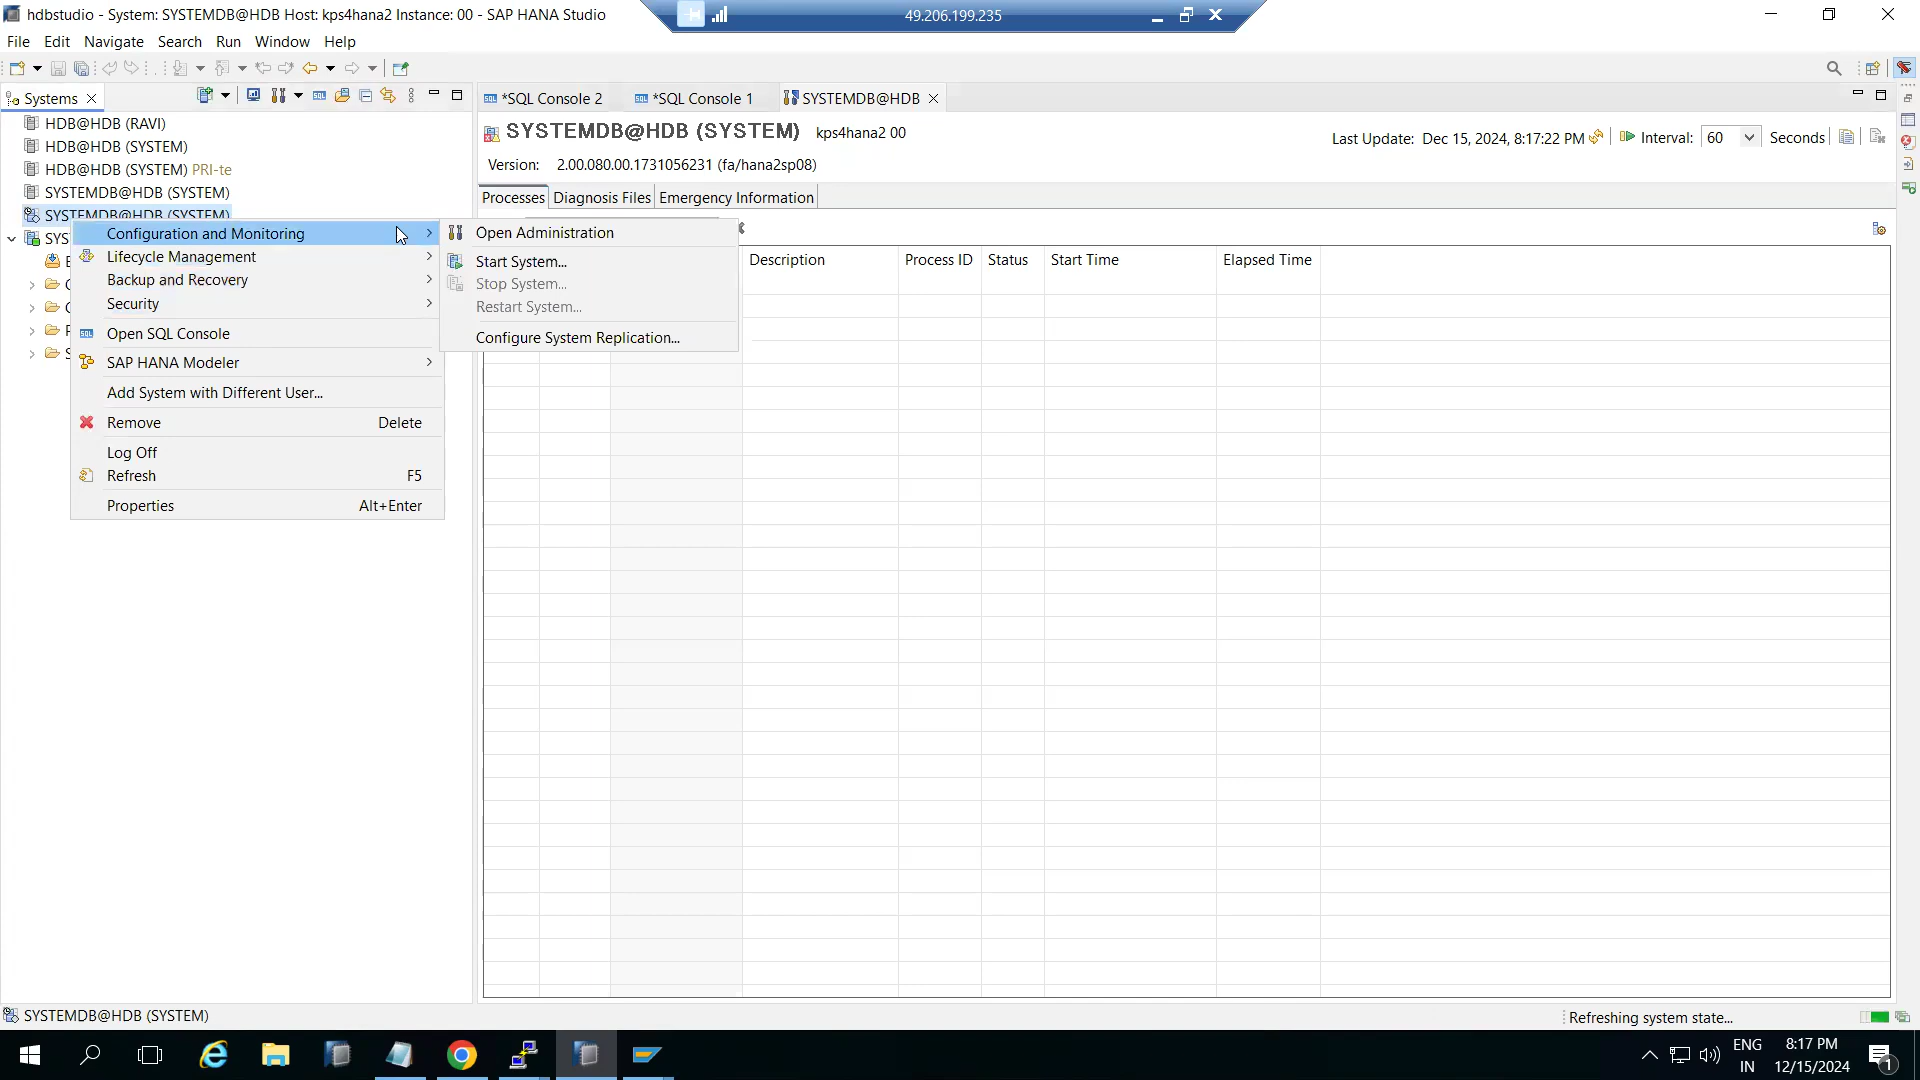 hdbstudio - System: SYSTEMDB@HDB Host: kps4hana2 Instance: 00 - SAP HANA Studio
49.206.199.235
File Edit Navigate Search Run Window Help
Systems
*SQL Console 2
*SQL Console 1
SYSTEMDB@HDB
HDB@HDB (RAVI)
HDB@HDB (SYSTEM)
HDB@HDB (SYSTEM) PRI-te
SYSTEMDB@HDB (SYSTEM)
SYSTEMDB@HDB (SYSTEM)
SYS
SYSTEMDB@HDB (SYSTEM) kps4hana2 00
Last Update: Dec 15, 2024, 8:17:22 PM
Interval: 60 Seconds
Version: 2.00.080.00.1731056231 (fa/hana2sp08)
Processes Diagnosis Files Emergency Information
Configuration and Monitoring
Lifecycle Management
Backup and Recovery
Security
Open SQL Console
SAP HANA Modeler
Add System with Different User...
Remove Delete
Log Off
Refresh F5
Properties Alt+Enter
Open Administration
Start System...
Stop System...
Restart System...
Configure System Replication...
Description Process ID Status Start Time Elapsed Time
SYSTEMDB@HDB (SYSTEM)
Refreshing system state...
ENG
IN
8:17 PM
12/15/2024
1